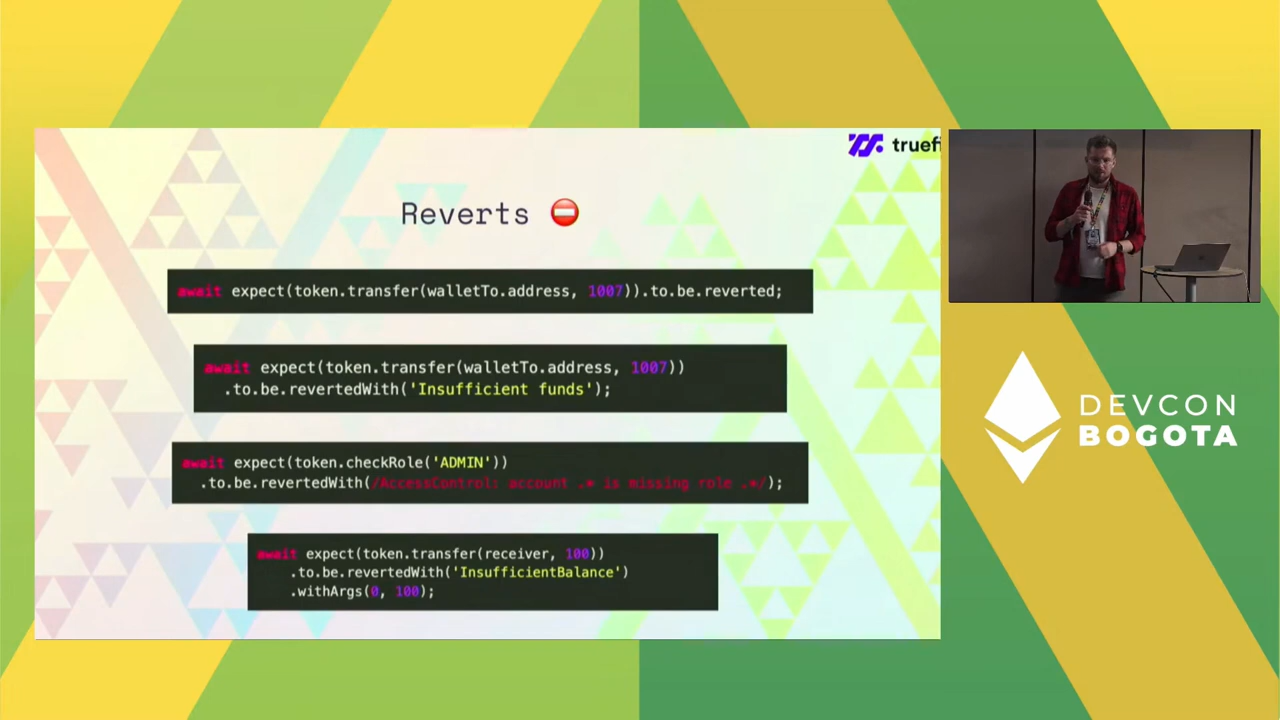 truefi
Reverts
await expect(token.transfer(walletTo.address, 1007)).to.be.reverted;
await expect(token.transfer(walletTo.address, 1007))
.to.be.revertedWith('Insufficient funds');
await expect(token.checkRole('ADMIN'))
.to.be.revertedWith(/AccessControl: account .* is missing role .*/);
await expect(token.transfer(receiver, 100))
.to.be.revertedWith('InsufficientBalance')
.withArgs(0, 100);
DEVCON
BOGOTA